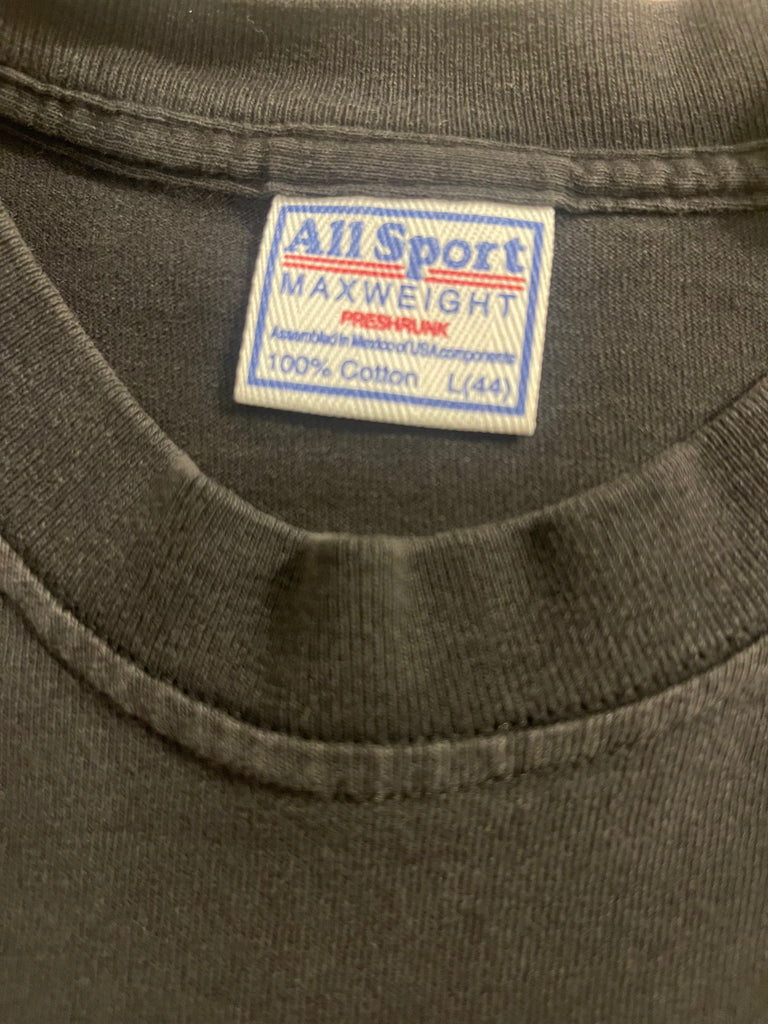 All Sport
MAXWEIGHT
PRESHRUNK
Assembled in Mexico of USA components
100% Cotton L(44)